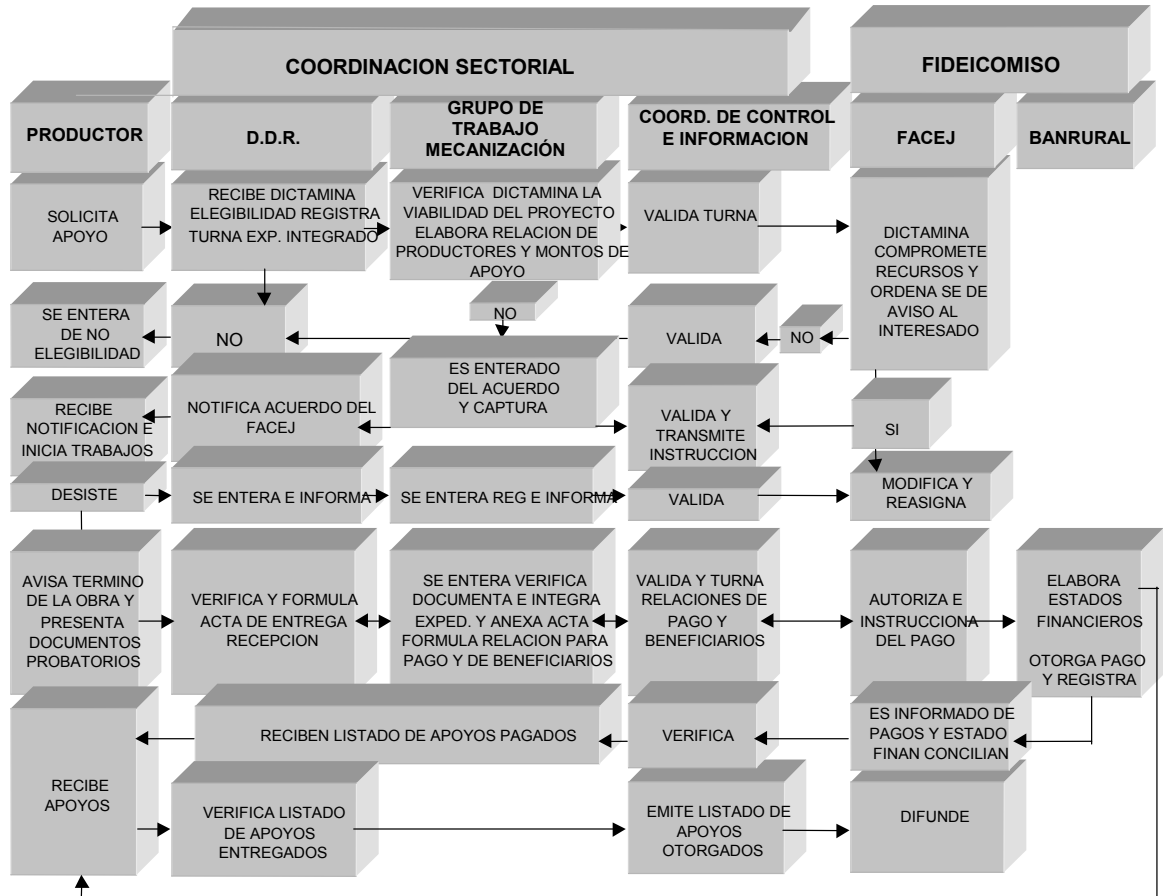 COORDINACION SECTORIAL
FIDEICOMISO
PRODUCTOR
D.D.R.
GRUPO DE
TRABAJO
MECANIZACIÓN
COORD. DE CONTROL
E INFORMACION
FACEJ
BANRURAL
SOLICITA
APOYO
RECIBE DICTAMINA
ELEGIBILIDAD REGISTRA
TURNA EXP. INTEGRADO
VERIFICA DICTAMINA LA
VIABILIDAD DEL PROYECTO
ELABORA RELACION DE
PRODUCTORES Y MONTOS DE
APOYO
VALIDA TURNA
DICTAMINA
COMPROMETE
RECURSOS Y
ORDENA SE DE
AVISO AL
INTERESADO
SE ENTERA
DE NO
ELEGIBILIDAD
NO
NO
VALIDA
NO
RECIBE
NOTIFICACION E
INICIA TRABAJOS
NOTIFICA ACUERDO DEL
FACEJ
ES ENTERADO
DEL ACUERDO
Y CAPTURA
VALIDA Y
TRANSMITE
INSTRUCCION
SI
DESISTE
SE ENTERA E INFORMA
SE ENTERA REG E INFORMA
VALIDA
MODIFICA Y
REASIGNA
AVISA TERMINO
DE LA OBRA Y
PRESENTA
DOCUMENTOS
PROBATORIOS
VERIFICA Y FORMULA
ACTA DE ENTREGA
RECEPCION
SE ENTERA VERIFICA
DOCUMENTA E INTEGRA
EXPED. Y ANEXA ACTA
FORMULA RELACION PARA
PAGO Y DE BENEFICIARIOS
VALIDA Y TURNA
RELACIONES DE
PAGO Y
BENEFICIARIOS
AUTORIZA E
INSTRUCCIONA
DEL PAGO
ELABORA
ESTADOS
FINANCIEROS
OTORGA PAGO
Y REGISTRA
RECIBEN LISTADO DE APOYOS PAGADOS
VERIFICA
ES INFORMADO DE
PAGOS Y ESTADO
FINAN CONCILIAN
RECIBE
APOYOS
VERIFICA LISTADO
DE APOYOS
ENTREGADOS
EMITE LISTADO DE
APOYOS
OTORGADOS
DIFUNDE